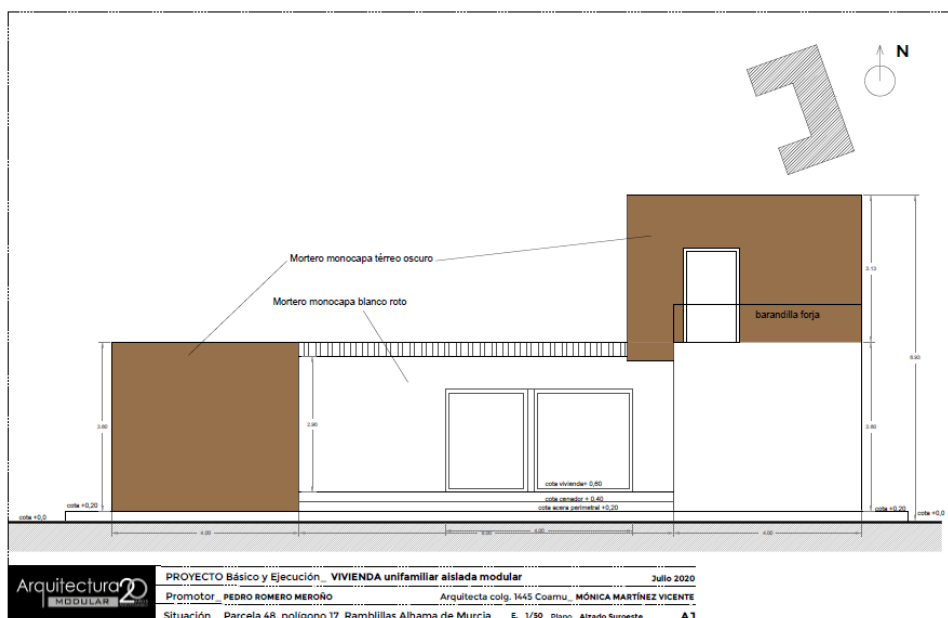 N
Mortero monocapa térreo oscuro
Mortero monocapa blanco roto
barandilla forja
3.13
3.60
2.90
3.60
cota vivienda+ 0,60
cota cenador + 0,40
cota acera perimetral +0,20
cota +0,20
cota +0,0
cota +0,20
cota +0,0
4.00
4.00
4.00
Arquitectura20
MODULAR
PROYECTO Básico y Ejecución_ VIVIENDA unifamiliar aislada modular Julio 2020
Promotor_ PEDRO ROMERO MEROÑO Arquitecta colg. 1445 Coamu_ MÓNICA MARTÍNEZ VICENTE
Situación_ Parcela 48, polígono 17, Ramblillas Alhama de Murcia E. 1/50 Plano Alzado Suroeste A1